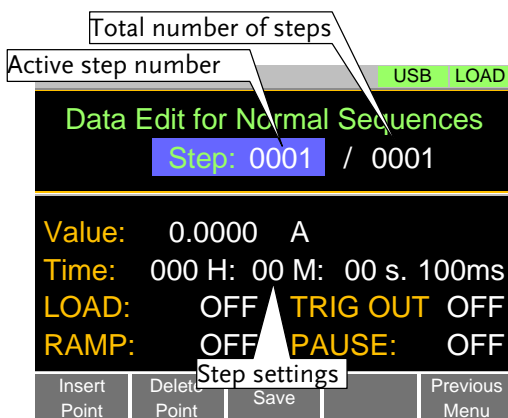 Total number of steps
Active step number
USB LOAD
Data Edit for Normal Sequences
Step: 0001 / 0001
Value: 0.0000 A
Time: 000 H: 00 M: 00 s. 100ms
LOAD: OFF TRIG OUT OFF
RAMP: OFF PAUSE: OFF
Step settings
Insert Point
Delete Point
Save
Previous Menu